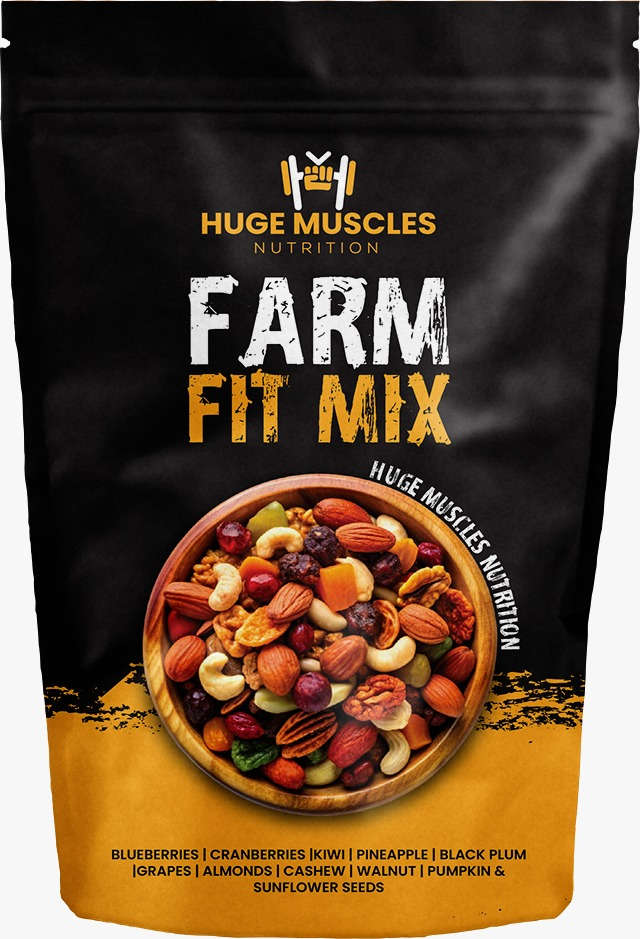 HUGE MUSCLES
NUTRITION
FARM
FIT MIX
HUGE MUSCLES NUTRITION
BLUEBERRIES | CRANBERRIES |KIWI | PINEAPPLE | BLACK PLUM
|GRAPES | ALMONDS | CASHEW | WALNUT | PUMPKIN &
SUNFLOWER SEEDS